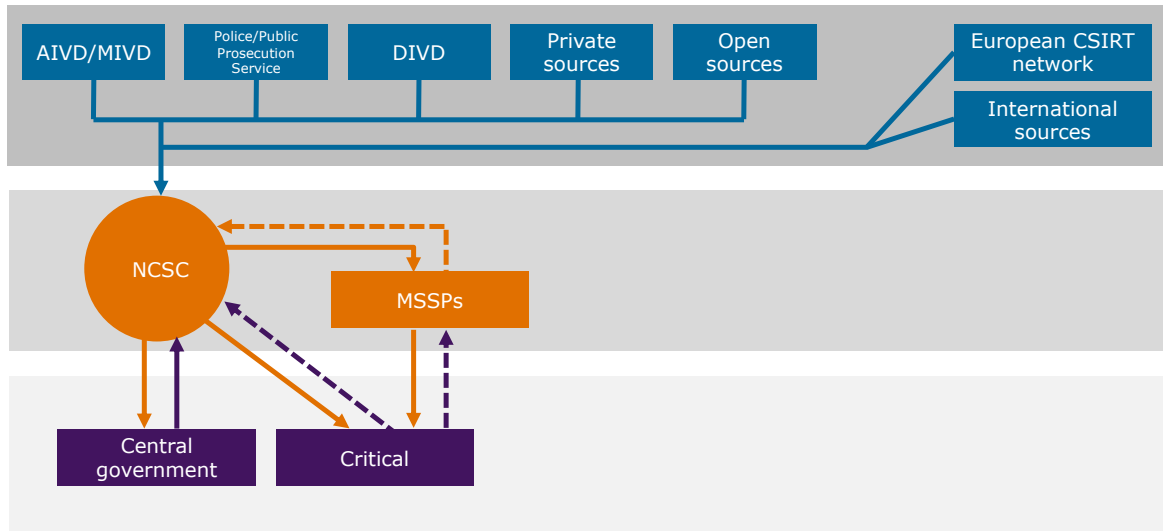 AIVD/MIVD
Police/Public
Prosecution
Service
DIVD
Private
sources
Open
sources
European CSIRT
network
International
sources
NCSC
MSSPs
Central
government
Critical